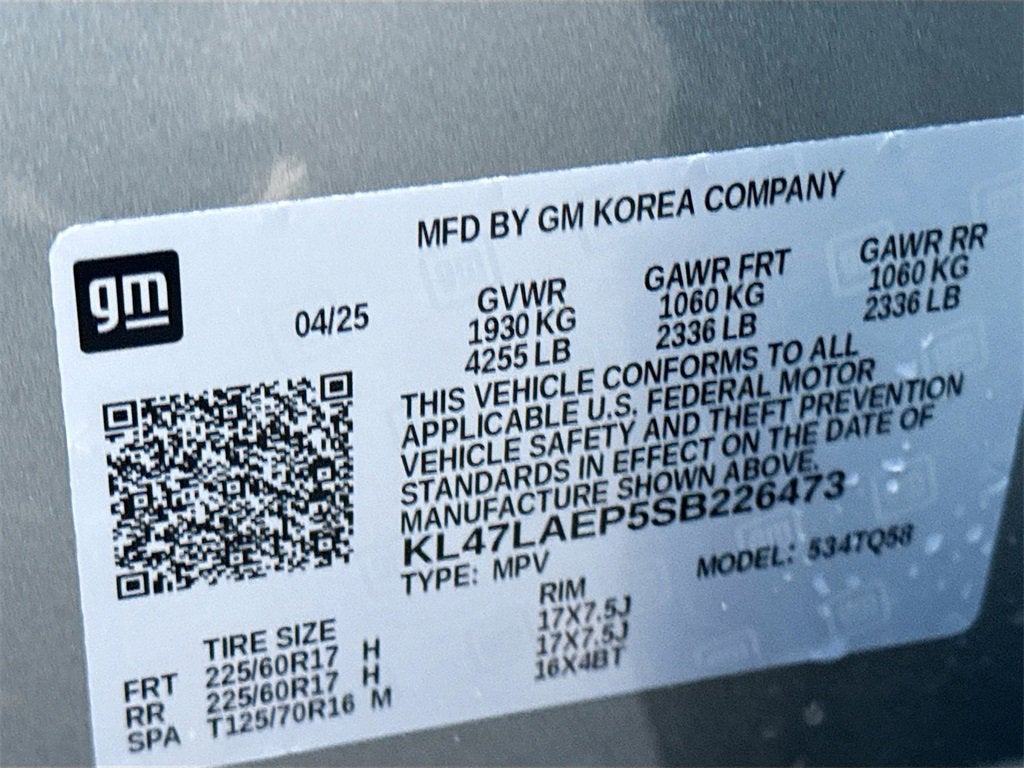 MFD BY GM KOREA COMPANY
gm
04/25
GVWR
1930 KG
4255 LB
GAWR FRT
1060 KG
2336 LB
GAWR RR
1060 KG
2336 LB
THIS VEHICLE CONFORMS TO ALL
APPLICABLE U.S. FEDERAL MOTOR
VEHICLE SAFETY AND THEFT PREVENTION
STANDARDS IN EFFECT ON THE DATE OF
MANUFACTURE SHOWN ABOVE.
KL47LAEP5SB226473
TYPE: MPV
MODEL: 534TQ58
TIRE SIZE
RIM
FRT 225/60R17 H 17X7.5J
RR 225/60R17 H 17X7.5J
SPA T125/70R16 M 16X4BT